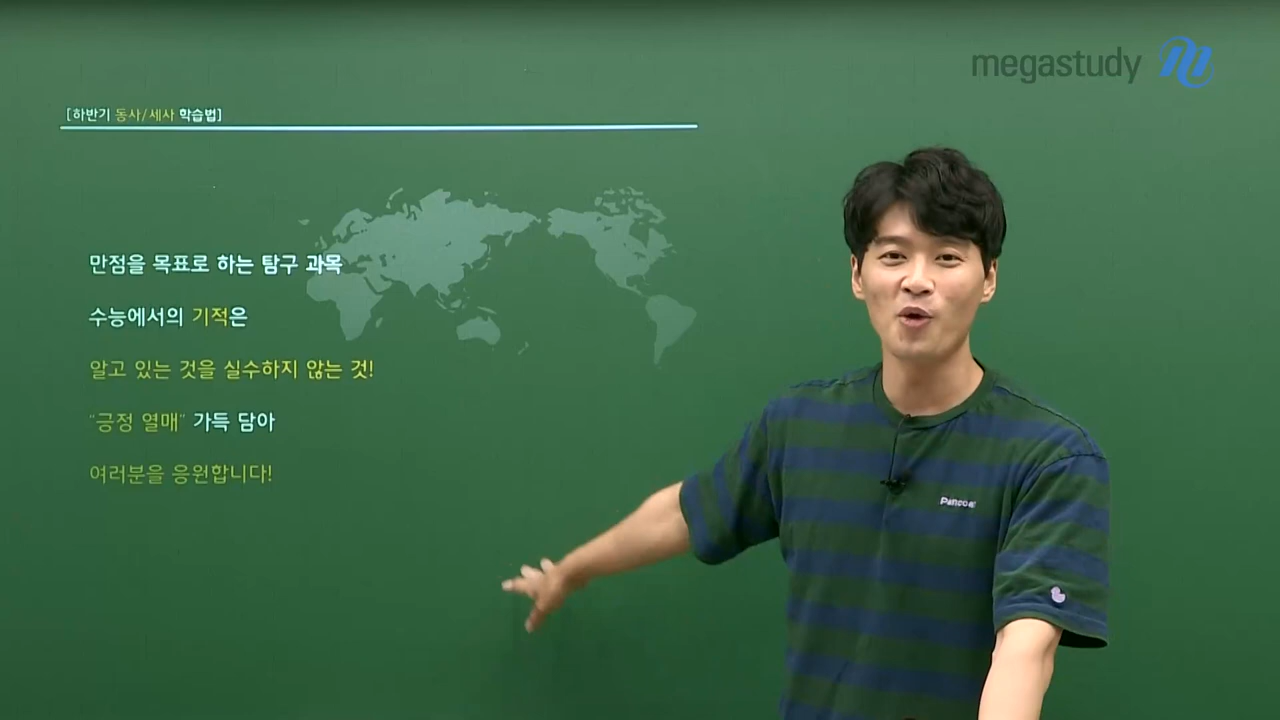 megastudy
[하반기 동사/세사 학습법]
만점을 목표로 하는 탐구 과목
수능에서의 기적은
알고 있는 것을 실수하지 않는 것!
“긍정 열매” 가득 담아
여러분을 응원합니다!